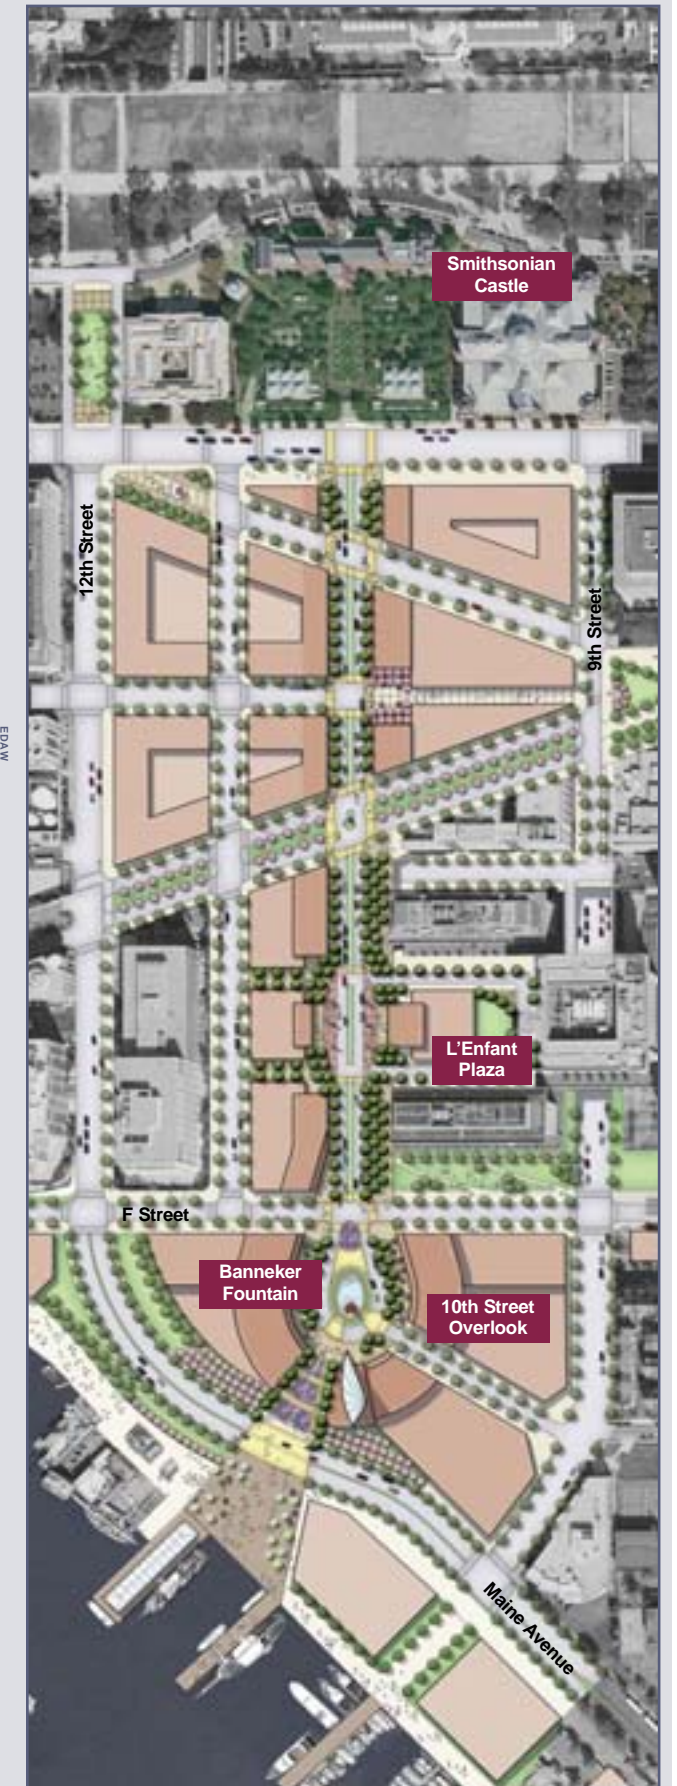 Smithsonian
Castle
12th Street
9th Street
EDAW
L'Enfant
Plaza
F Street
Banneker
Fountain
10th Street
Overlook
Maine Avenue